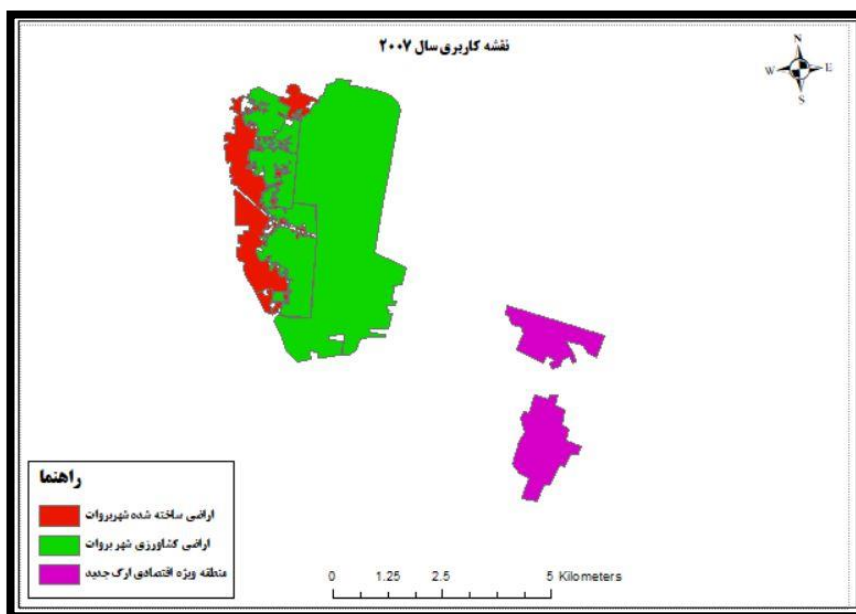 نقشه کاربری سال ۲۰۰۷
N
W E
S
راهنما
اراضی ساخته شده شهربروات
اراضی کشاورزی شهر بروات
منطقه ویژه اقتصادی ارگ جدید
0 1.25 2.5 5 Kilometers